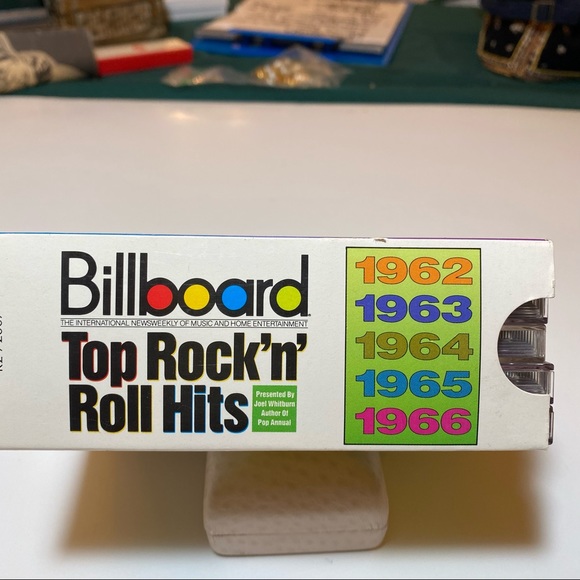 Billboard
THE INTERNATIONAL NEWSWEEKLY OF MUSIC AND HOME ENTERTAINMENT
Top Rock'n'
Roll Hits
Presented By
Joel Whitburn
Author Of
Pop Annual
1962
1963
1964
1965
1966